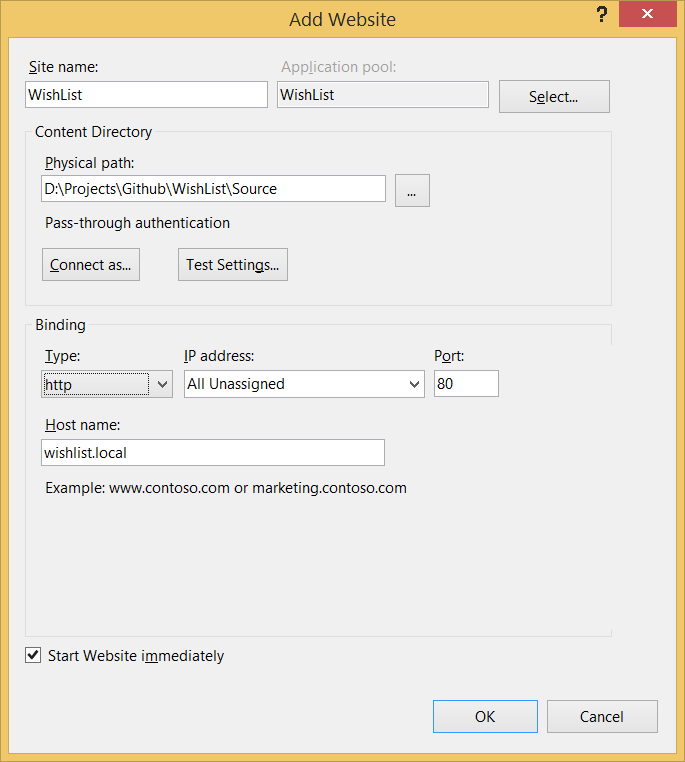 Add Website
?
Site name:
Application pool:
WishList
WishList
Select...
Content Directory
Physical path:
D:\Projects\Github\WishList\Source
...
Pass-through authentication
Connect as...
Test Settings...
Binding
Type:
IP address:
Port:
http
All Unassigned
80
Host name:
wishlist.local
Example: www.contoso.com or marketing.contoso.com
Start Website immediately
OK
Cancel